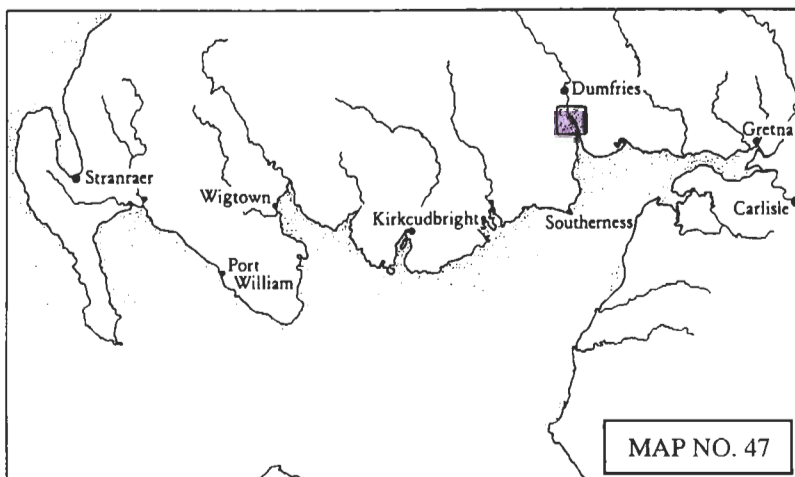 Dumfries
Gretna
Stranraer
Wigtown
Kirkcudbright
Southerness
Carlisle
Port
William
MAP NO. 47